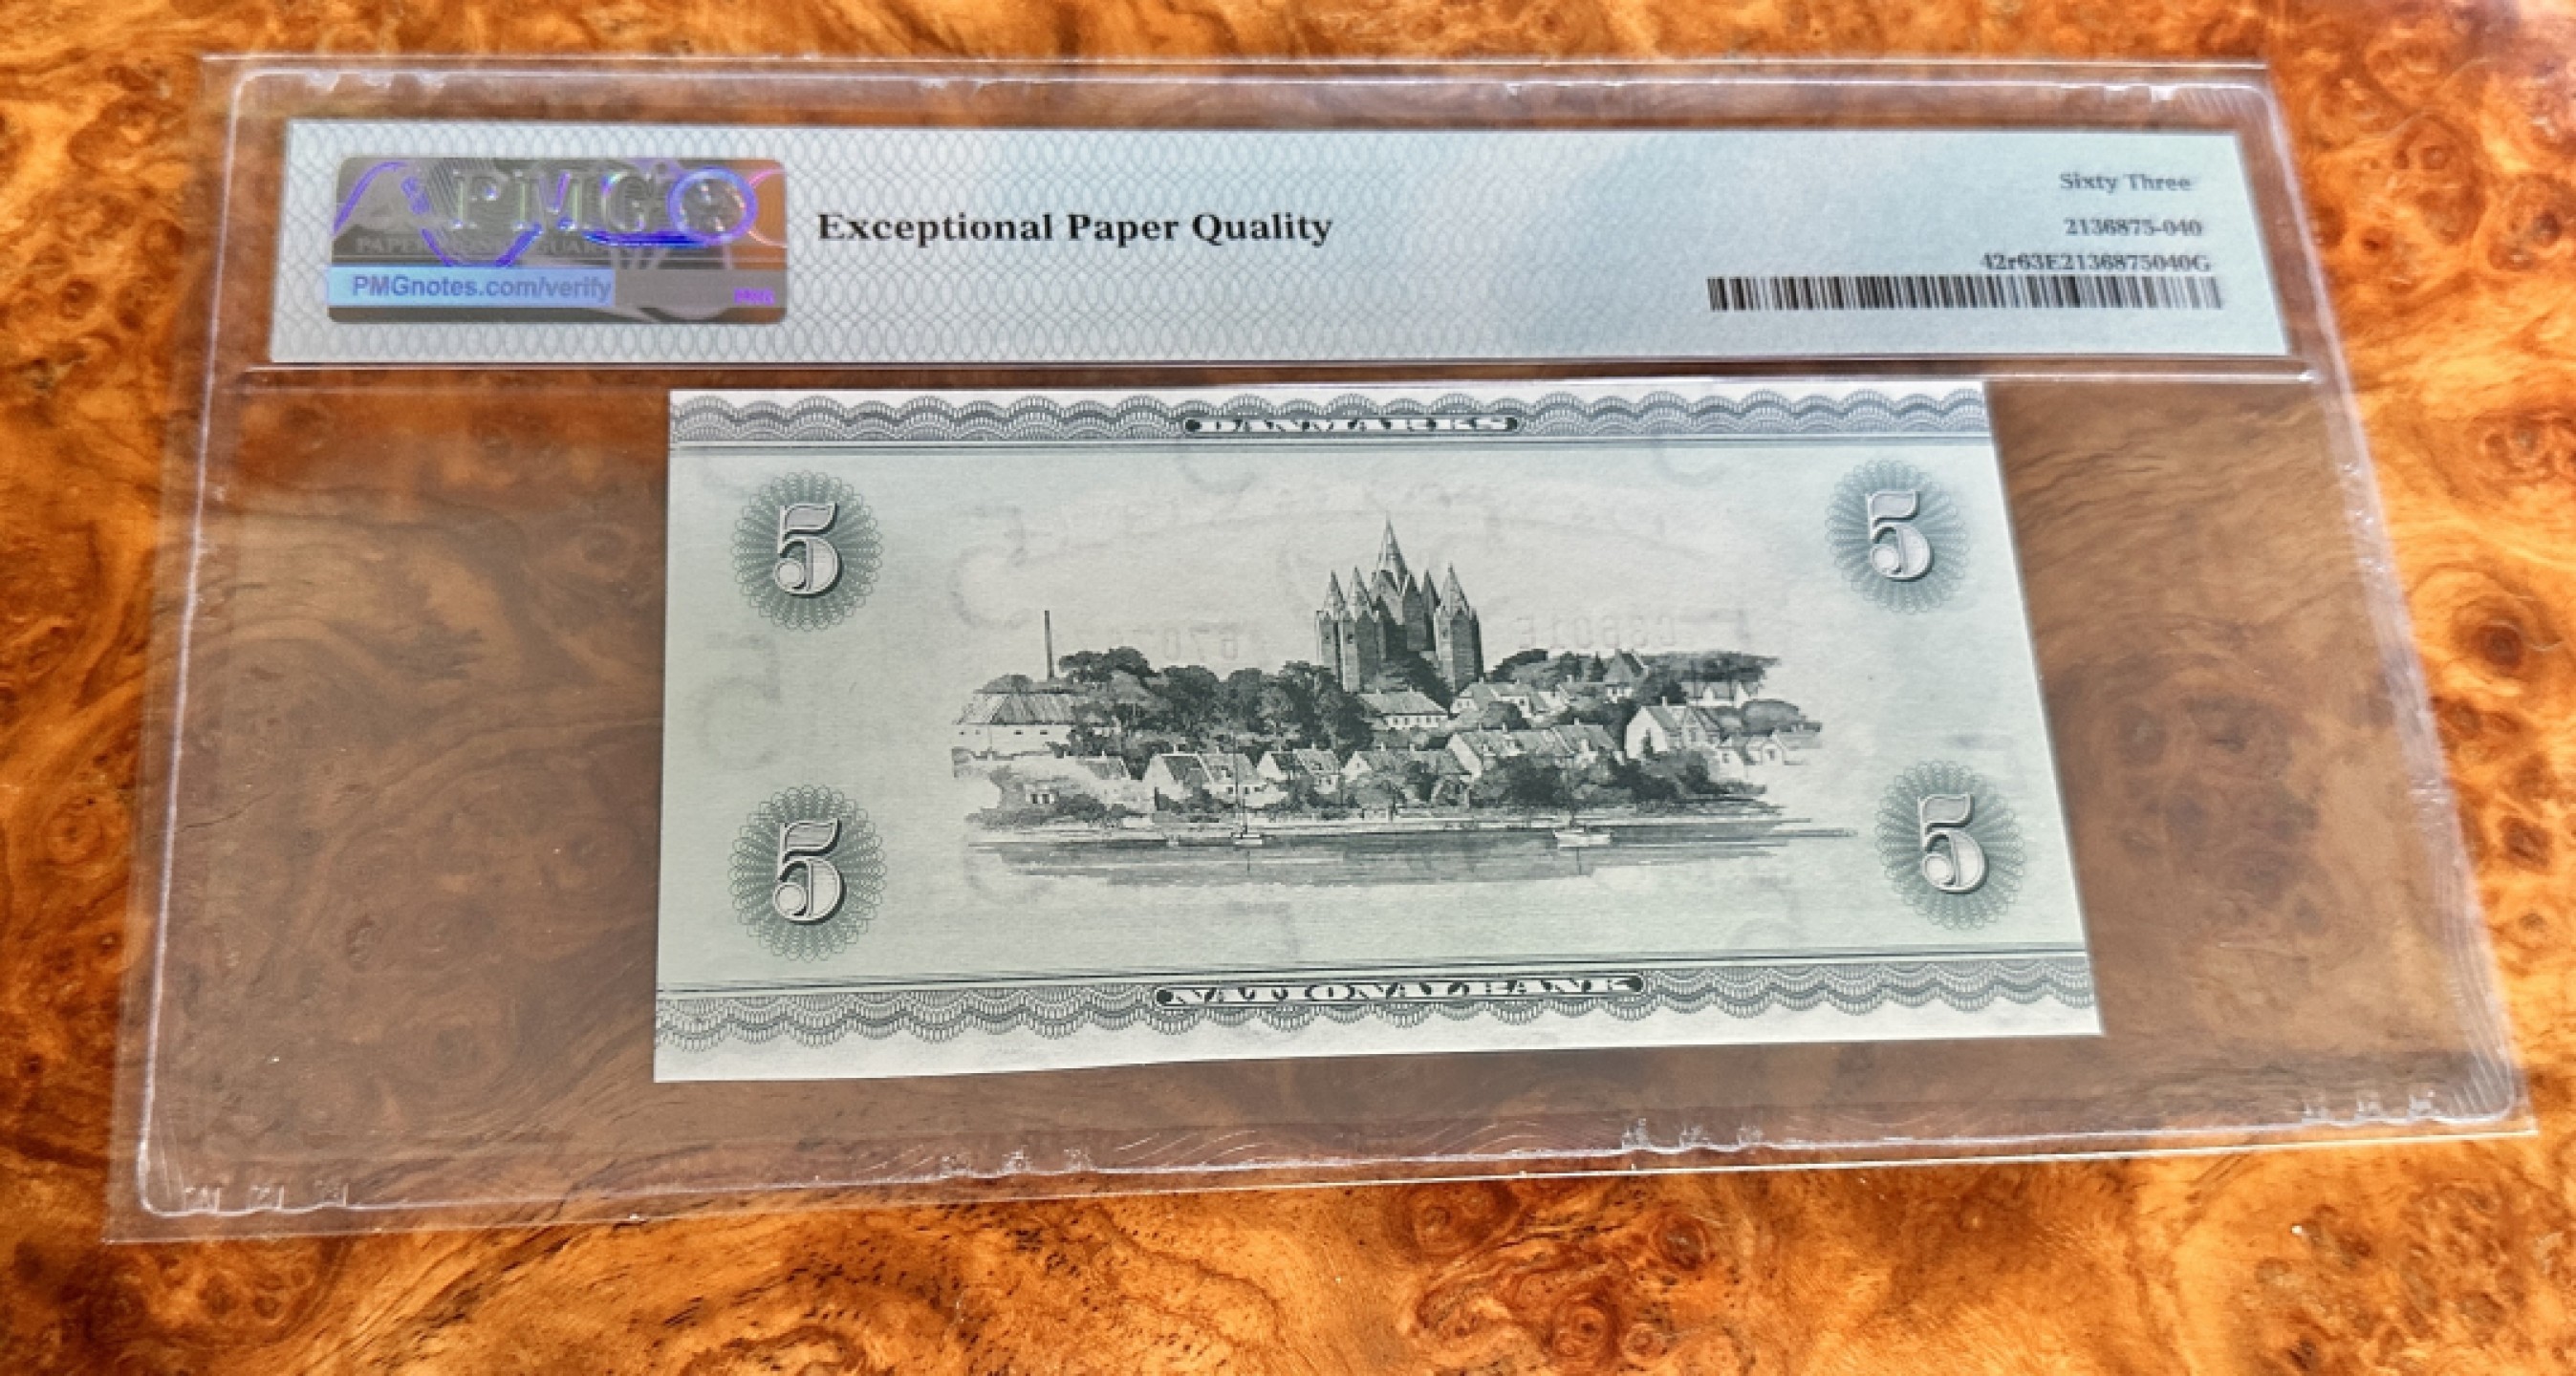 PMG
PMGnotes.com/verify
Exceptional Paper Quality
Sixty Three
2136875-040
42r63E2136875040G
DANMARKS
5
5
5
5
NATIONALBANK